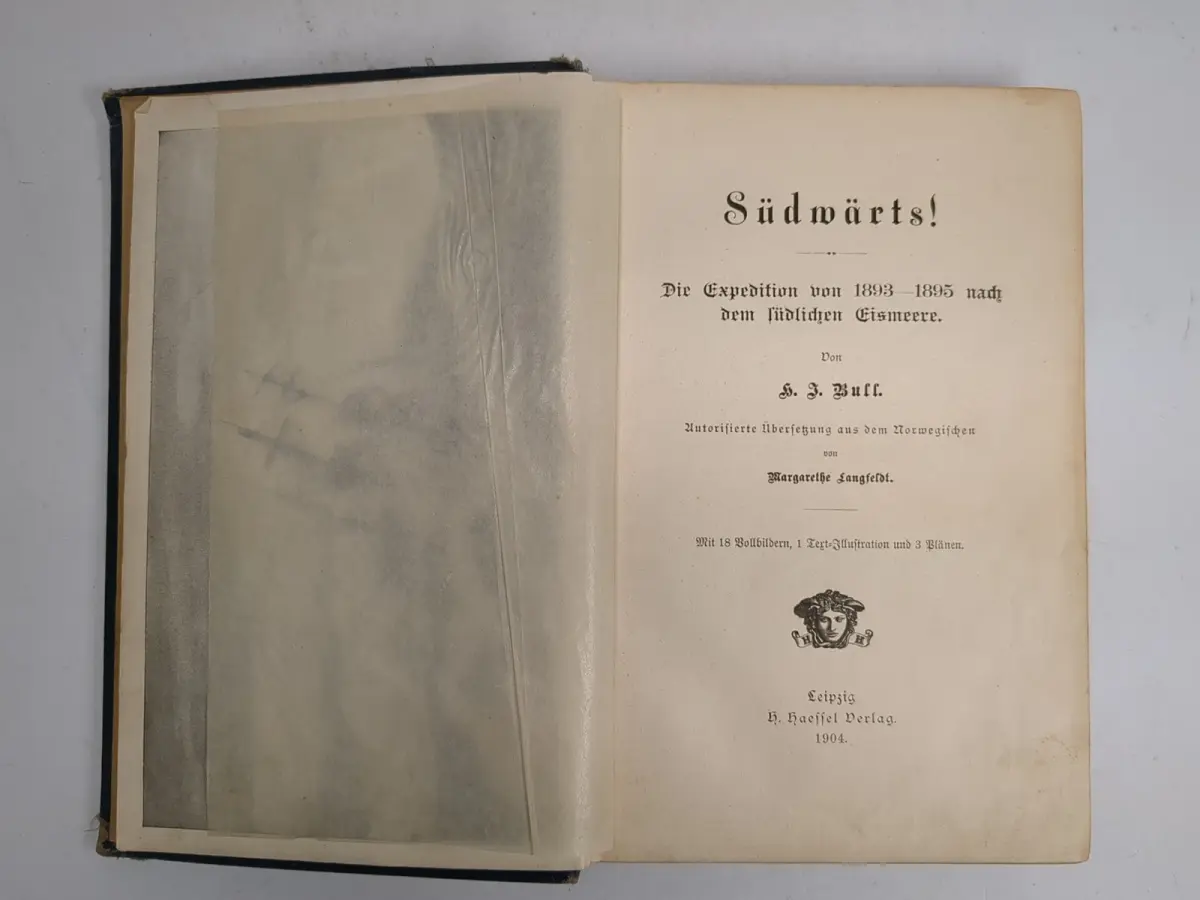 Südwärts!
Die Expedition von 1893—1895 nach
dem südlichen Eismeere.
Von
H. J. Bull.
Autorisierte Übersetzung aus dem Norwegischen
von
Margarethe Langfeldt.
Mit 18 Vollbildern, 1 Text-Illustration und 3 Plänen.
H H
Leipzig
H. Haessel Verlag.
1904.